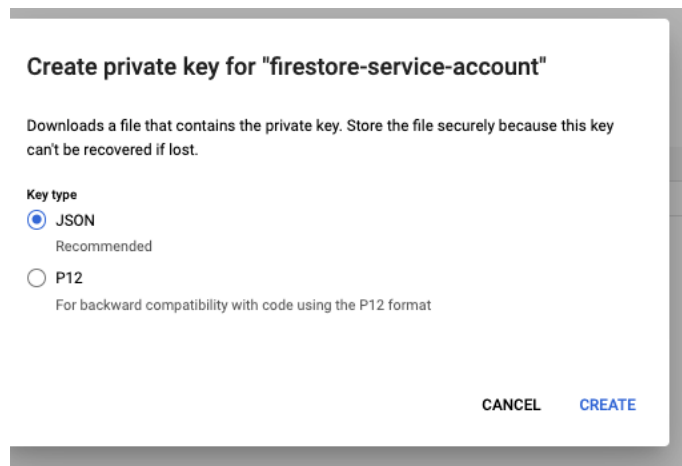 Create private key for "firestore-service-account"
Downloads a file that contains the private key. Store the file securely because this key
can't be recovered if lost.
Key type
JSON
Recommended
P12
For backward compatibility with code using the P12 format
CANCEL CREATE